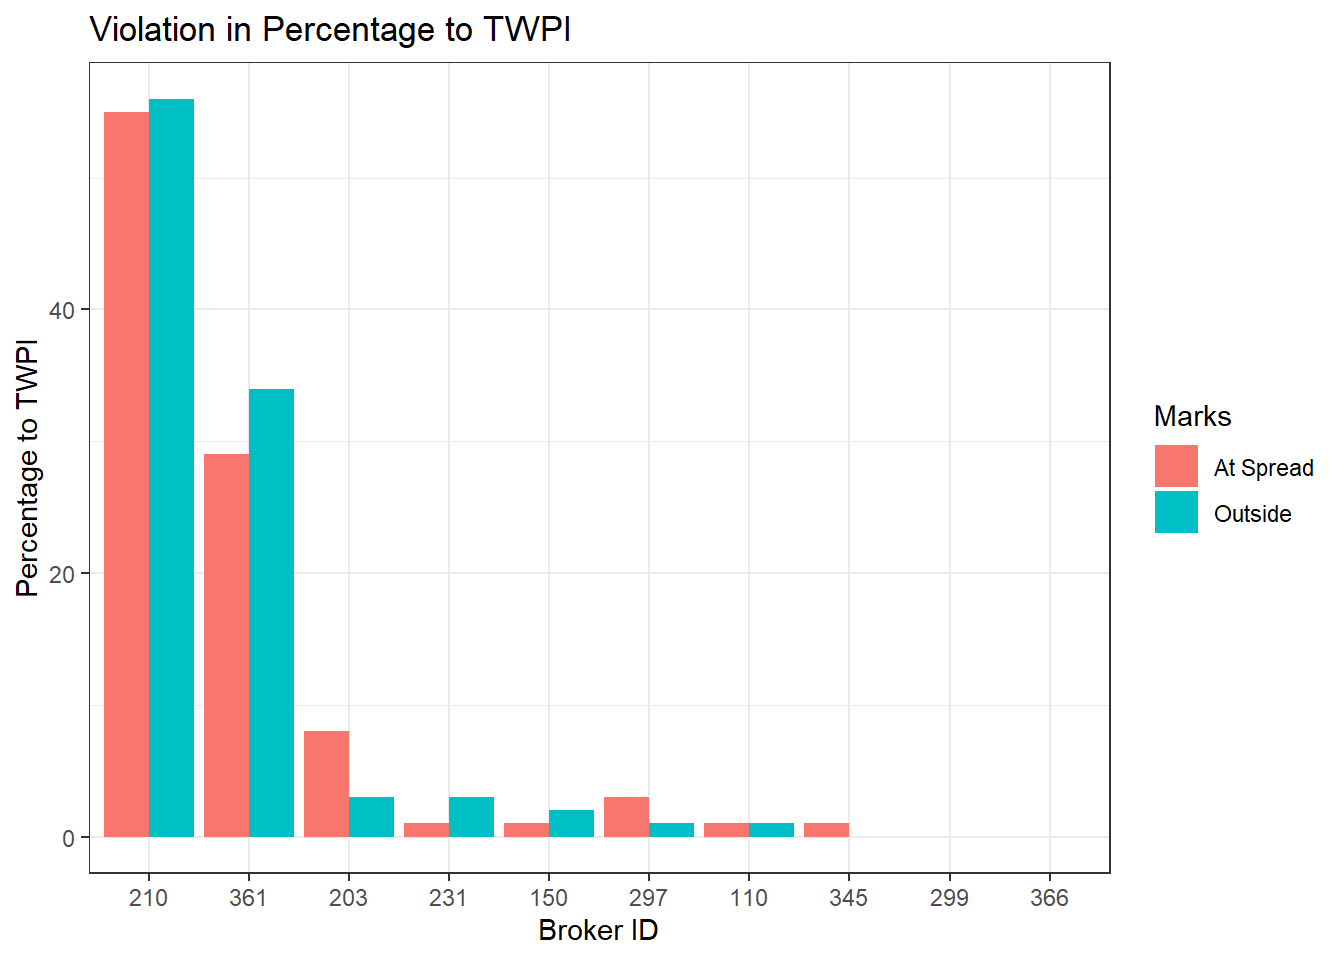 Violation in Percentage to TWPI
Percentage to TWPI
40
20
0
210 361 203 231 150 297 110 345 299 366
Broker ID
Marks
At Spread
Outside